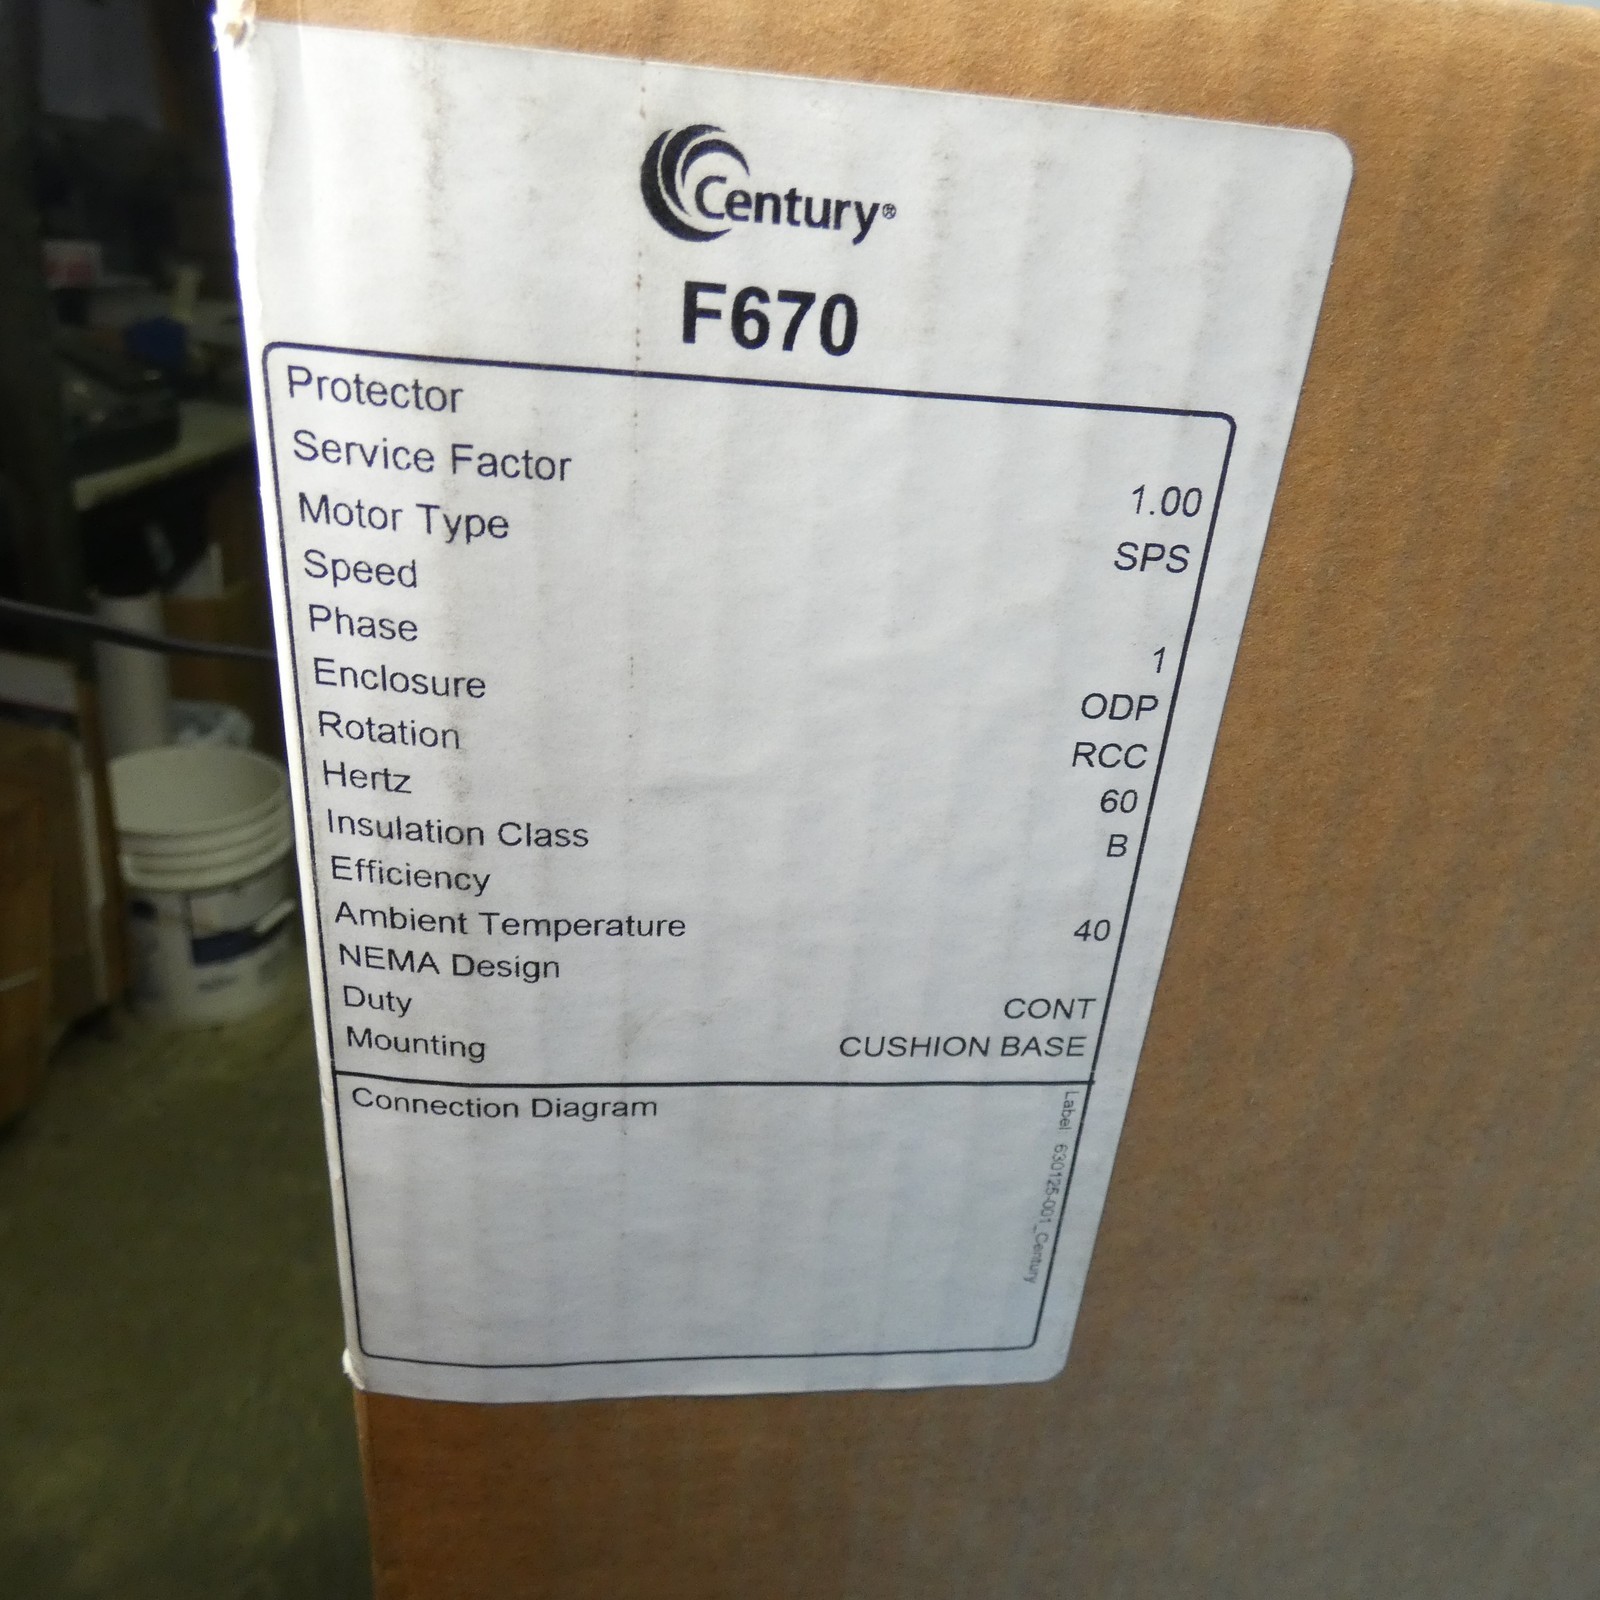 Century®
F670
Protector
Service Factor 1.00
Motor Type SPS
Speed
Phase 1
Enclosure ODP
Rotation RCC
Hertz 60
Insulation Class B
Efficiency
Ambient Temperature 40
NEMA Design
Duty CONT
Mounting CUSHION BASE
Connection Diagram
Label 630125-001_Century